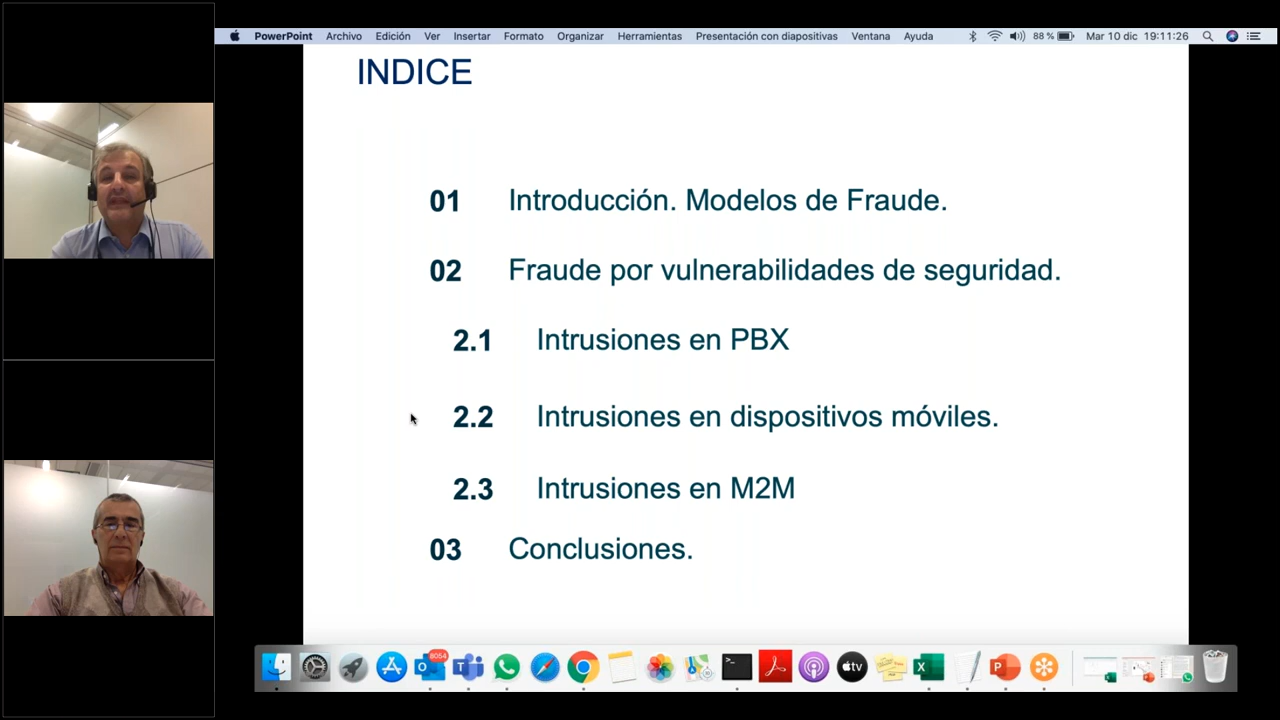 PowerPoint Archivo Edición Ver Insertar Formato Organizar Herramientas Presentación con diapositivas Ventana Ayuda 88 % Mar 10 dic 19:11:26
INDICE
01 Introducción. Modelos de Fraude.
02 Fraude por vulnerabilidades de seguridad.
2.1 Intrusiones en PBX
2.2 Intrusiones en dispositivos móviles.
2.3 Intrusiones en M2M
03 Conclusiones.
8054
tv